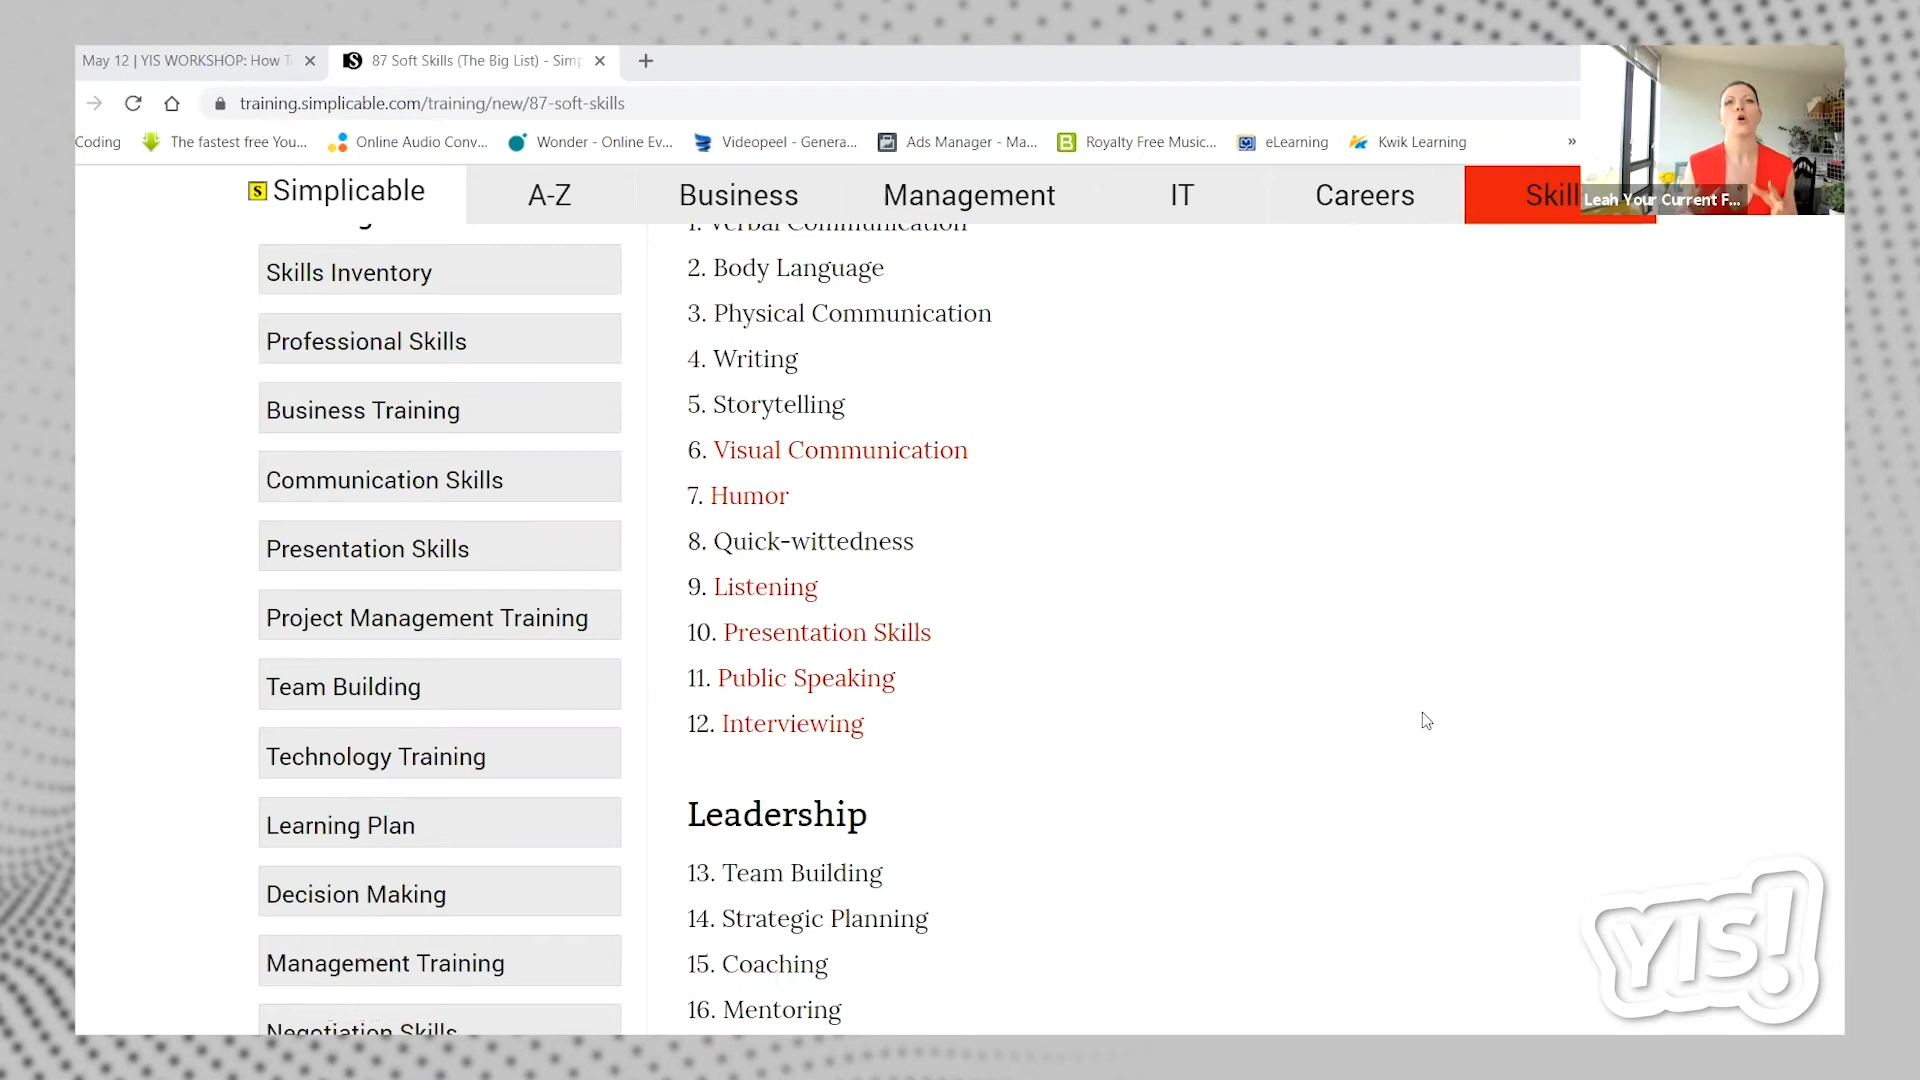 May 12 | YIS WORKSHOP: How T
87 Soft Skills (The Big List) - Simp
training.simplicable.com/training/new/87-soft-skills
Coding
The fastest free You...
Online Audio Conv...
Wonder - Online Ev...
Videopeel - Genera...
Ads Manager - Ma...
Royalty Free Music...
eLearning
Kwik Learning
»
Leah Your Current F...
S Simplicable
A-Z
Business
Management
IT
Careers
Skill
Skills Inventory
Professional Skills
Business Training
Communication Skills
Presentation Skills
Project Management Training
Team Building
Technology Training
Learning Plan
Decision Making
Management Training
Negotiation Skills
1. Verbal Communication
2. Body Language
3. Physical Communication
4. Writing
5. Storytelling
6. Visual Communication
7. Humor
8. Quick-wittedness
9. Listening
10. Presentation Skills
11. Public Speaking
12. Interviewing
Leadership
13. Team Building
14. Strategic Planning
15. Coaching
16. Mentoring
YIS!